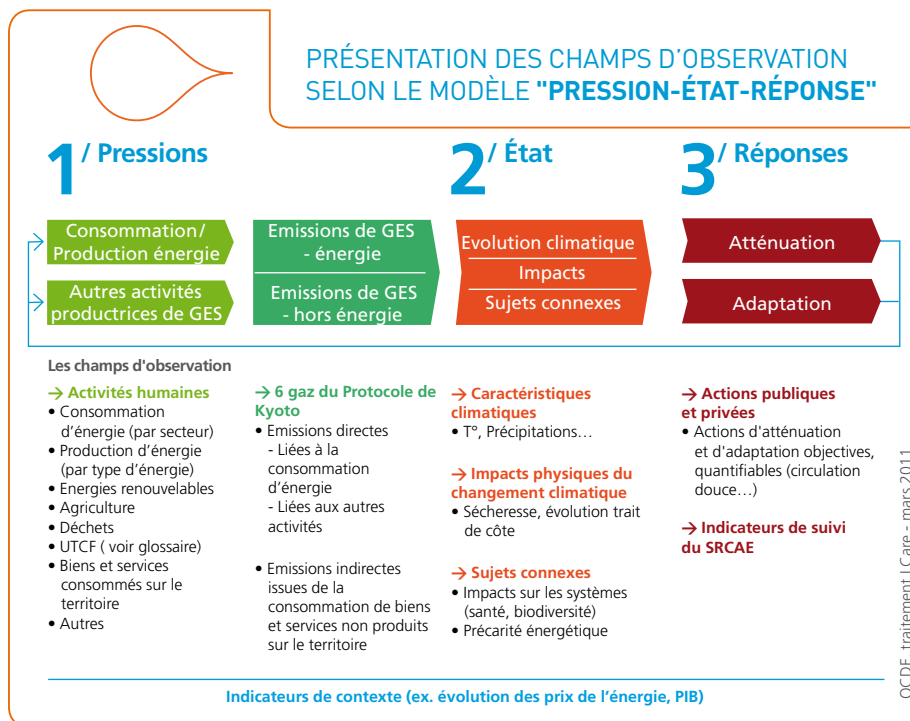 PRÉSENTATION DES CHAMPS D'OBSERVATION
SELON LE MODÈLE "PRESSION-ÉTAT-RÉPONSE"
1/ Pressions
2/ État
3/ Réponses
Consommation/
Production énergie
Autres activités
productrices de GES
Emissions de GES
- énergie
Emissions de GES
- hors énergie
Evolution climatique
Impacts
Sujets connexes
Atténuation
Adaptation
Les champs d'observation
→ Activités humaines
• Consommation
d'énergie (par secteur)
• Production d'énergie
(par type d'énergie)
• Energies renouvelables
• Agriculture
• Déchets
• UTCF ( voir glossaire)
• Biens et services
consommés sur le
territoire
• Autres
→ 6 gaz du Protocole de
Kyoto
• Emissions directes
- Liées à la
consommation
d'énergie
- Liées aux autres
activités
• Emissions indirectes
issues de la
consommation de biens
et services non produits
sur le territoire
→ Caractéristiques
climatiques
• T°, Précipitations…
→ Impacts physiques du
changement climatique
• Sécheresse, évolution trait
de côte
→ Sujets connexes
• Impacts sur les systèmes
(santé, biodiversité)
• Précarité énergétique
→ Actions publiques
et privées
• Actions d'atténuation
et d'adaptation objectives,
quantifiables (circulation
douce…)
→ Indicateurs de suivi
du SRCAE
OCDE, traitement I Care - mars 2011
Indicateurs de contexte (ex. évolution des prix de l'énergie, PIB)